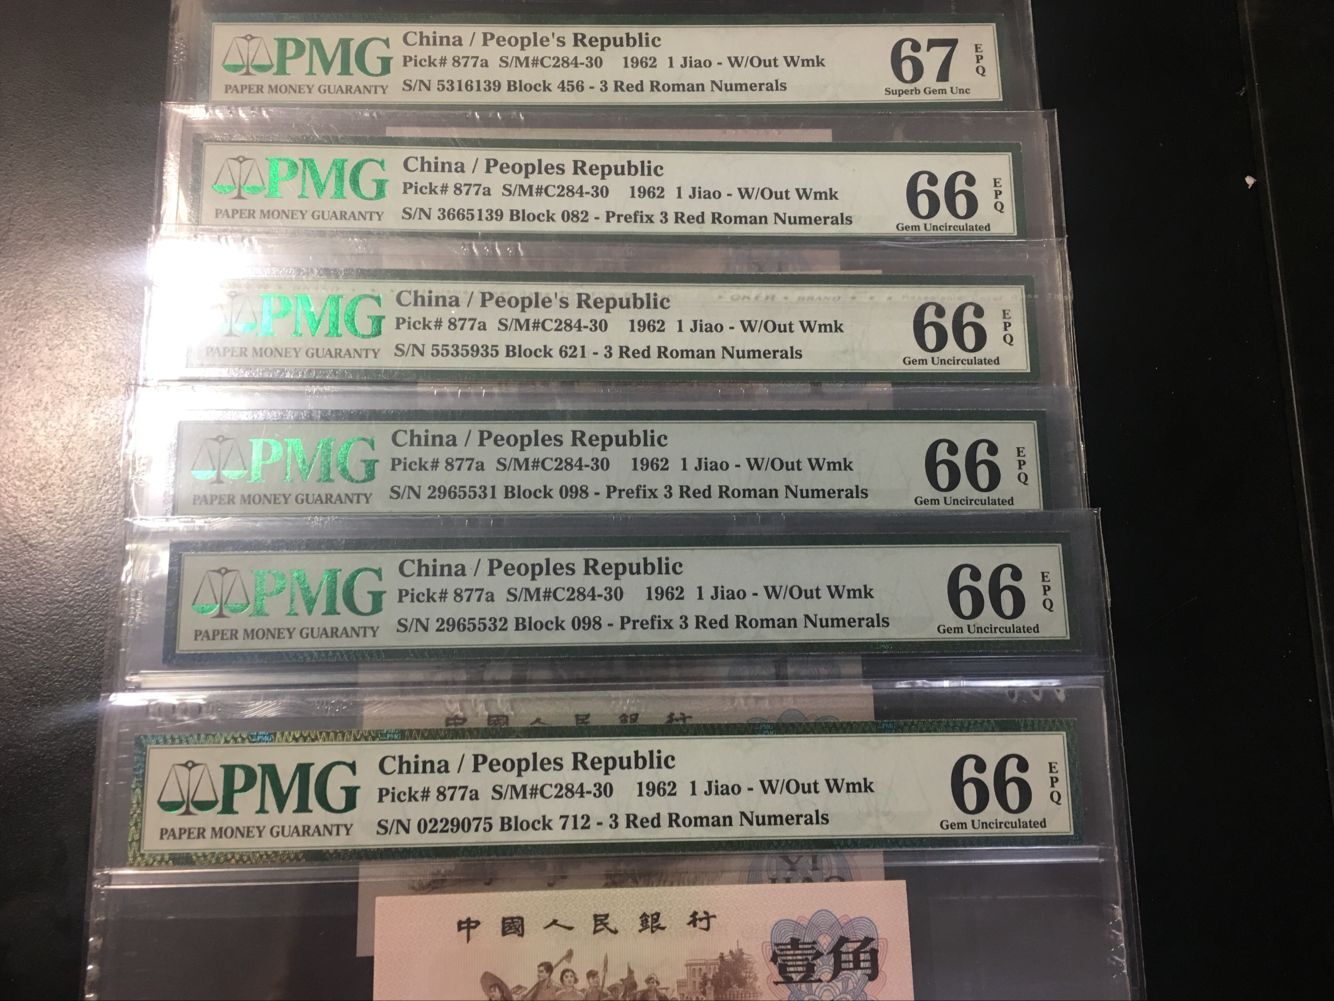 PMG
PAPER MONEY GUARANTY
China / People's Republic
Pick# 877a S/M#C284-30 1962 1 Jiao - W/Out Wmk
S/N 5316139 Block 456 - 3 Red Roman Numerals
67 EPQ
Superb Gem Unc
PMG
PAPER MONEY GUARANTY
China / Peoples Republic
Pick# 877a S/M#C284-30 1962 1 Jiao - W/Out Wmk
S/N 3665139 Block 082 - Prefix 3 Red Roman Numerals
66 EPQ
Gem Uncirculated
PMG
PAPER MONEY GUARANTY
China / People's Republic
Pick# 877a S/M#C284-30 1962 1 Jiao - W/Out Wmk
S/N 5535935 Block 621 - 3 Red Roman Numerals
66 EPQ
Gem Uncirculated
PMG
PAPER MONEY GUARANTY
China / Peoples Republic
Pick# 877a S/M#C284-30 1962 1 Jiao - W/Out Wmk
S/N 2965531 Block 098 - Prefix 3 Red Roman Numerals
66 EPQ
Gem Uncirculated
PMG
PAPER MONEY GUARANTY
China / Peoples Republic
Pick# 877a S/M#C284-30 1962 1 Jiao - W/Out Wmk
S/N 2965532 Block 098 - Prefix 3 Red Roman Numerals
66 EPQ
Gem Uncirculated
中國人民銀行
PMG
PAPER MONEY GUARANTY
China / Peoples Republic
Pick# 877a S/M#C284-30 1962 1 Jiao - W/Out Wmk
S/N 0229075 Block 712 - 3 Red Roman Numerals
66 EPQ
Gem Uncirculated
YI
中國人民銀行
壹角